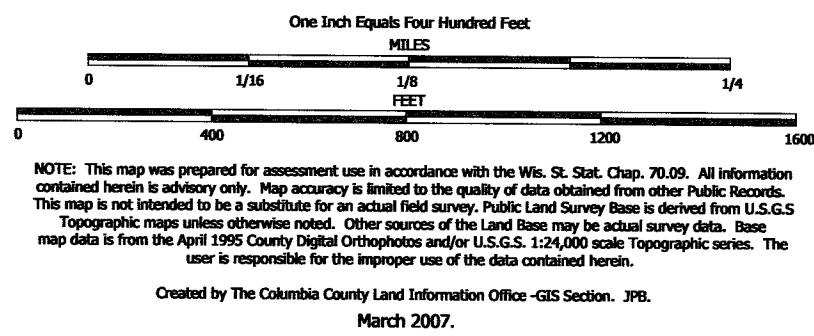 One Inch Equals Four Hundred Feet
MILES
0 1/16 1/8 1/4
FEET
0 400 800 1200 1600
NOTE: This map was prepared for assessment use in accordance with the Wis. St. Stat. Chap. 70.09. All information
contained herein is advisory only. Map accuracy is limited to the quality of data obtained from other Public Records.
This map is not intended to be a substitute for an actual field survey. Public Land Survey Base is derived from U.S.G.S
Topographic maps unless otherwise noted. Other sources of the Land Base may be actual survey data. Base
map data is from the April 1995 County Digital Orthophotos and/or U.S.G.S. 1:24,000 scale Topographic series. The
user is responsible for the improper use of the data contained herein.
Created by The Columbia County Land Information Office -GIS Section. JPB.
March 2007.